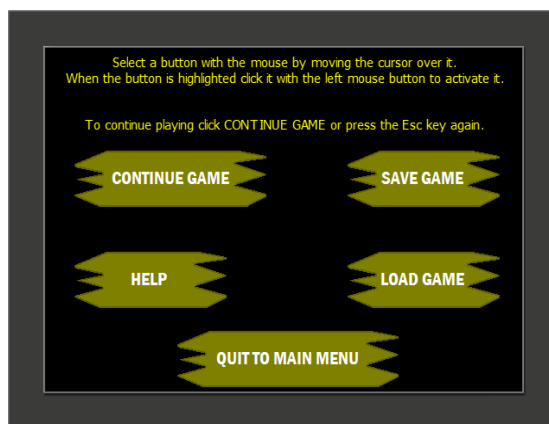 Select a button with the mouse by moving the cursor over it.
When the button is highlighted click it with the left mouse button to activate it.
To continue playing click CONTINUE GAME or press the Esc key again.
CONTINUE GAME
SAVE GAME
HELP
LOAD GAME
QUIT TO MAIN MENU